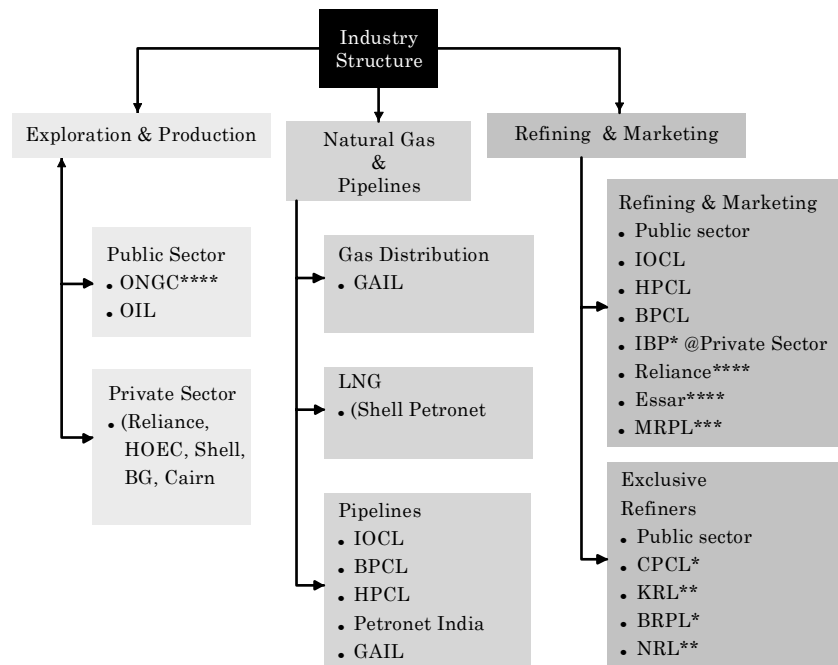 Industry
Structure
Exploration & Production
Public Sector
• ONGC****
• OIL
Private Sector
• (Reliance,
HOEC, Shell,
BG, Cairn
Natural Gas
&
Pipelines
Gas Distribution
• GAIL
LNG
• (Shell Petronet
Pipelines
• IOCL
• BPCL
• HPCL
• Petronet India
• GAIL
Refining & Marketing
Refining & Marketing
• Public sector
• IOCL
• HPCL
• BPCL
• IBP* @Private Sector
• Reliance****
• Essar****
• MRPL***
Exclusive
Refiners
• Public sector
• CPCL*
• KRL**
• BRPL*
• NRL**